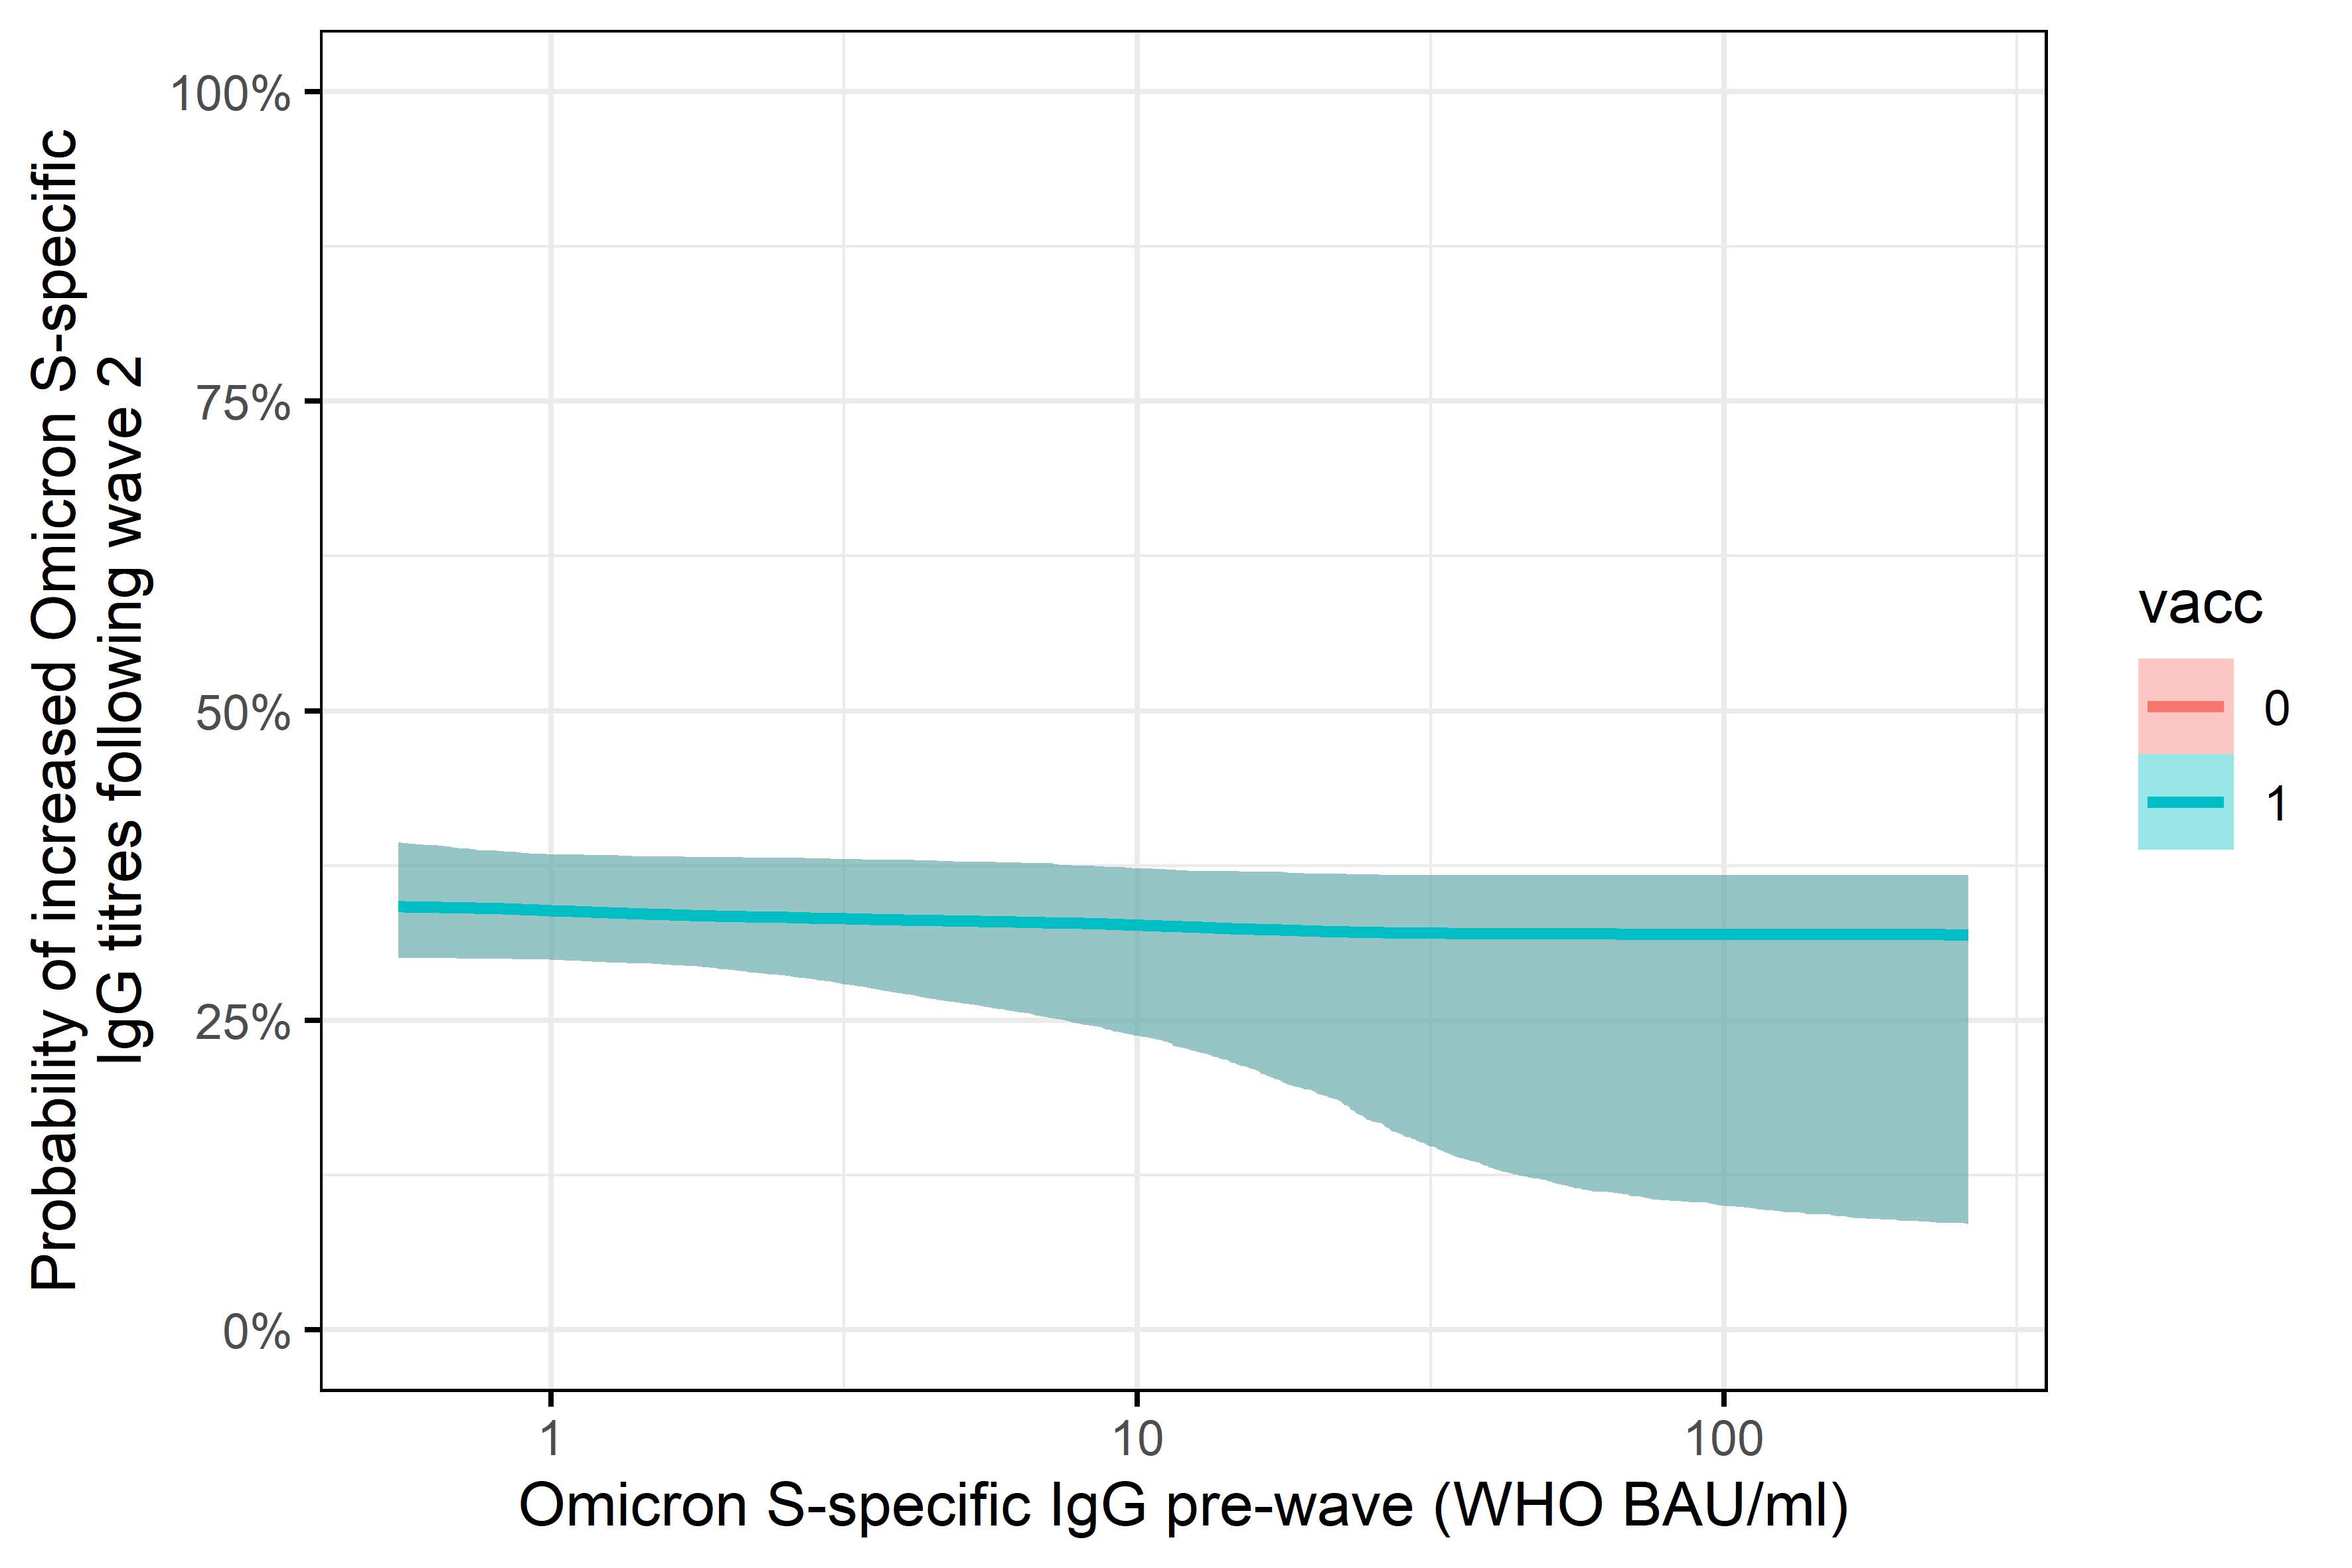 Probability of increased Omicron S-specific
IgG titres following wave 2
100%
75%
50%
25%
0%
1
10
100
Omicron S-specific IgG pre-wave (WHO BAU/ml)
vacc
0
1